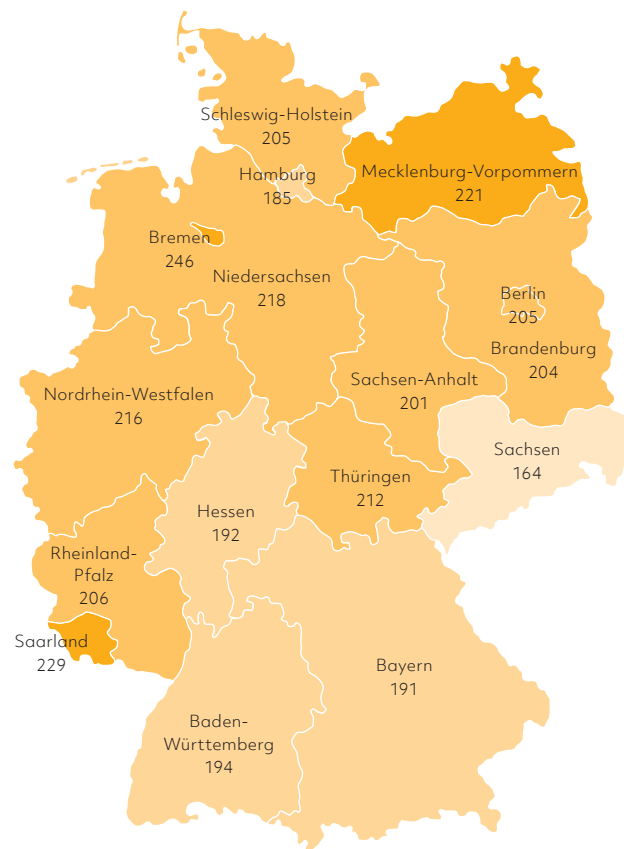 Schleswig-Holstein
205
Hamburg
185
Mecklenburg-Vorpommern
221
Bremen
246
Niedersachsen
218
Berlin
205
Brandenburg
204
Nordrhein-Westfalen
216
Sachsen-Anhalt
201
Sachsen
164
Thüringen
212
Hessen
192
Rheinland-
Pfalz
206
Saarland
229
Bayern
191
Baden-
Württemberg
194